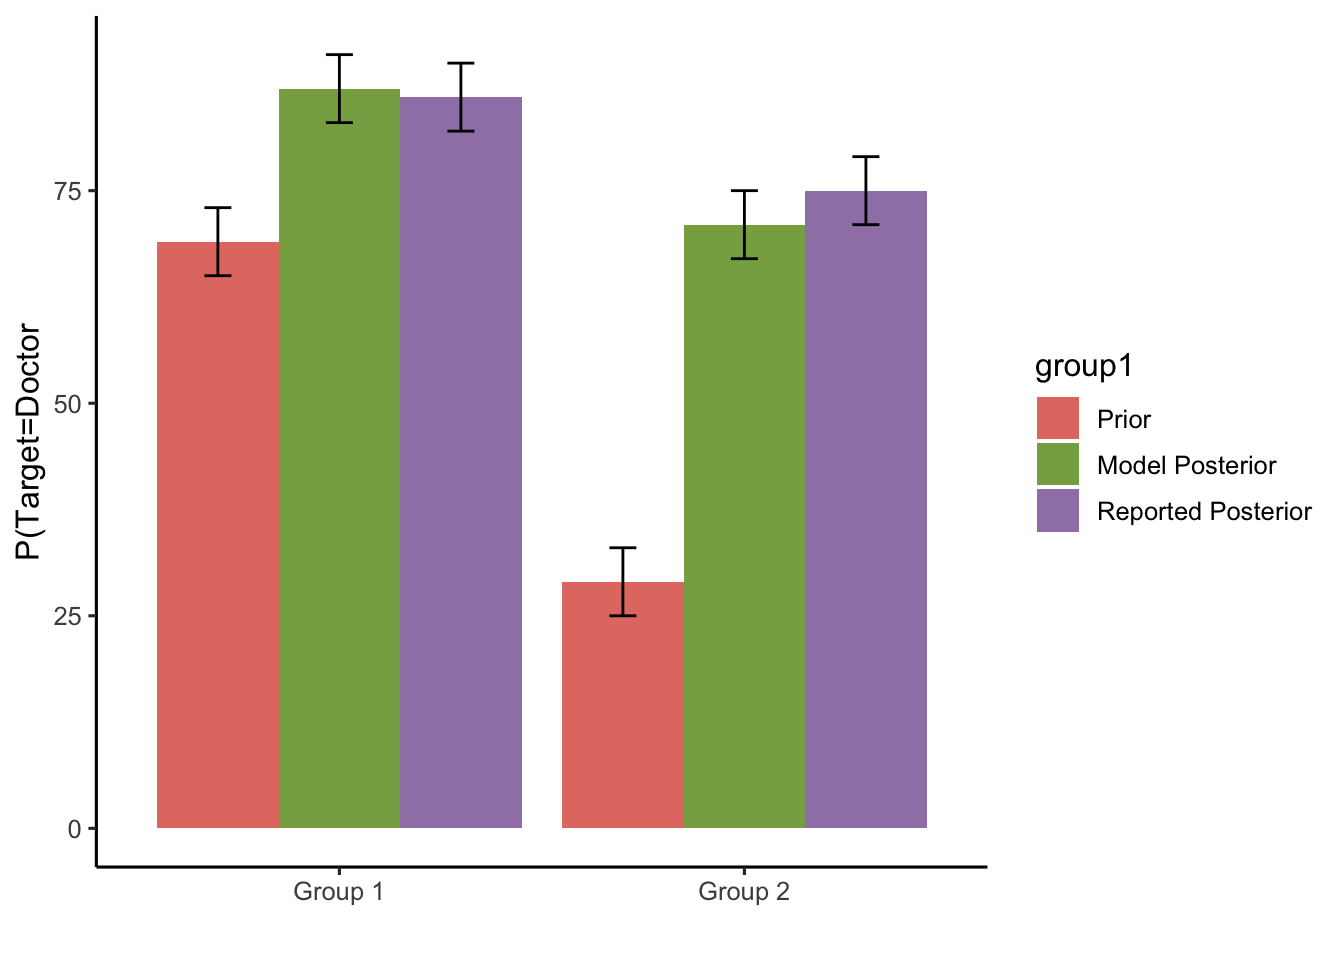 P(Target=Doctor
75
50
25
0
Group 1
Group 2
group1
Prior
Model Posterior
Reported Posterior